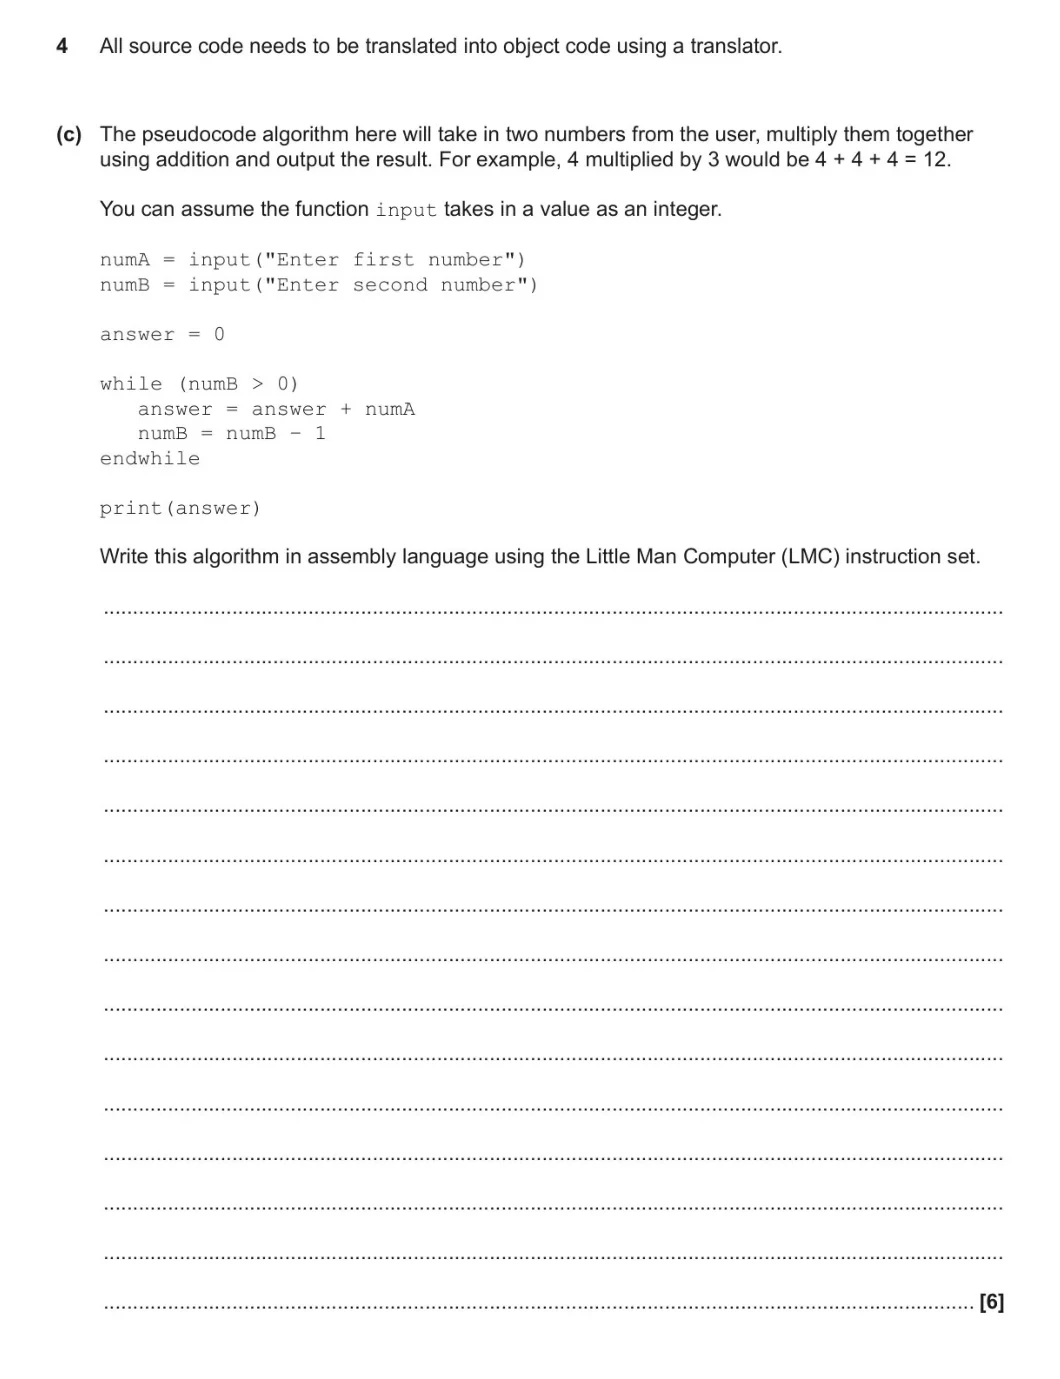 4 All source code needs to be translated into object code using a translator.
(c) The pseudocode algorithm here will take in two numbers from the user, multiply them together
using addition and output the result. For example, 4 multiplied by 3 would be 4 + 4 + 4 = 12.
You can assume the function input takes in a value as an integer.
numA = input("Enter first number")
numB = input("Enter second number")
answer = 0
while (numB > 0)
answer = answer + numA
numB = numB – 1
endwhile
print(answer)
Write this algorithm in assembly language using the Little Man Computer (LMC) instruction set.
[6]